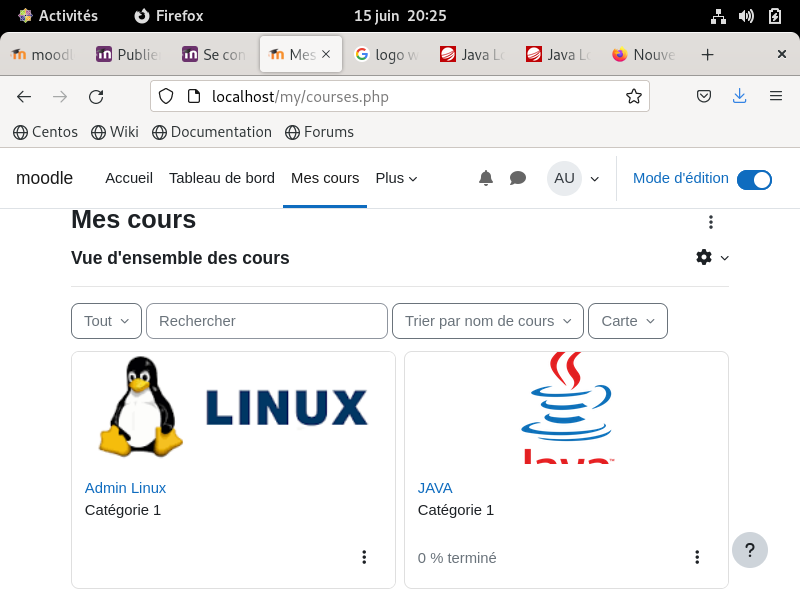 Activités Firefox 15 juin 20:25
moodl Publie Se con Mes logo w Java Lo Java Lo Nouve
localhost/my/courses.php
Centos Wiki Documentation Forums
moodle Accueil Tableau de bord Mes cours Plus AU Mode d'édition
Mes cours
Vue d'ensemble des cours
Tout Rechercher Trier par nom de cours Carte
LINUX Java™
Admin Linux JAVA
Catégorie 1 Catégorie 1
0 % terminé ?